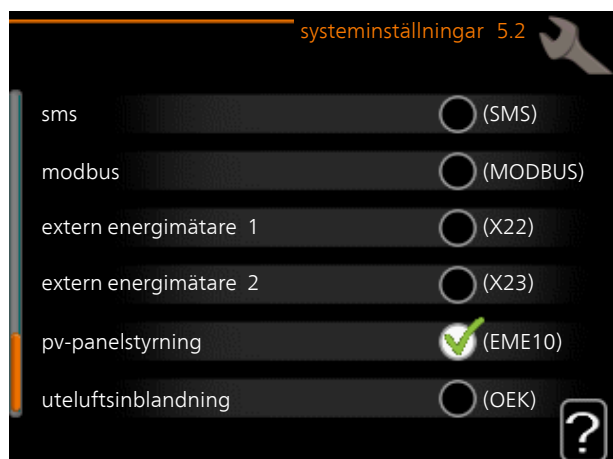 systeminställningar 5.2
sms (SMS)
modbus (MODBUS)
extern energimätare 1 (X22)
extern energimätare 2 (X23)
pv-panelstyrning (EME10)
uteluftsinblandning (OEK)
?